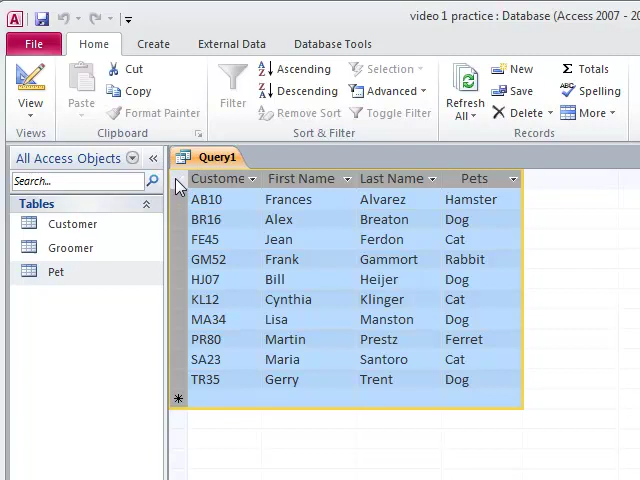 video 1 practice : Database (Access 2007 - 20
File Home Create External Data Database Tools
View Paste Cut Copy Format Painter Filter Ascending Descending Remove Sort Selection Advanced Toggle Filter Refresh All New Save Delete Totals Spelling More
Views Clipboard Sort & Filter Records
All Access Objects
Search...
Tables
Customer
Groomer
Pet
Query1
Custome First Name Last Name Pets
AB10 Frances Alvarez Hamster
BR16 Alex Breaton Dog
FE45 Jean Ferdon Cat
GM52 Frank Gammort Rabbit
HJ07 Bill Heijer Dog
KL12 Cynthia Klinger Cat
MA34 Lisa Manston Dog
PR80 Martin Prestz Ferret
SA23 Maria Santoro Cat
TR35 Gerry Trent Dog